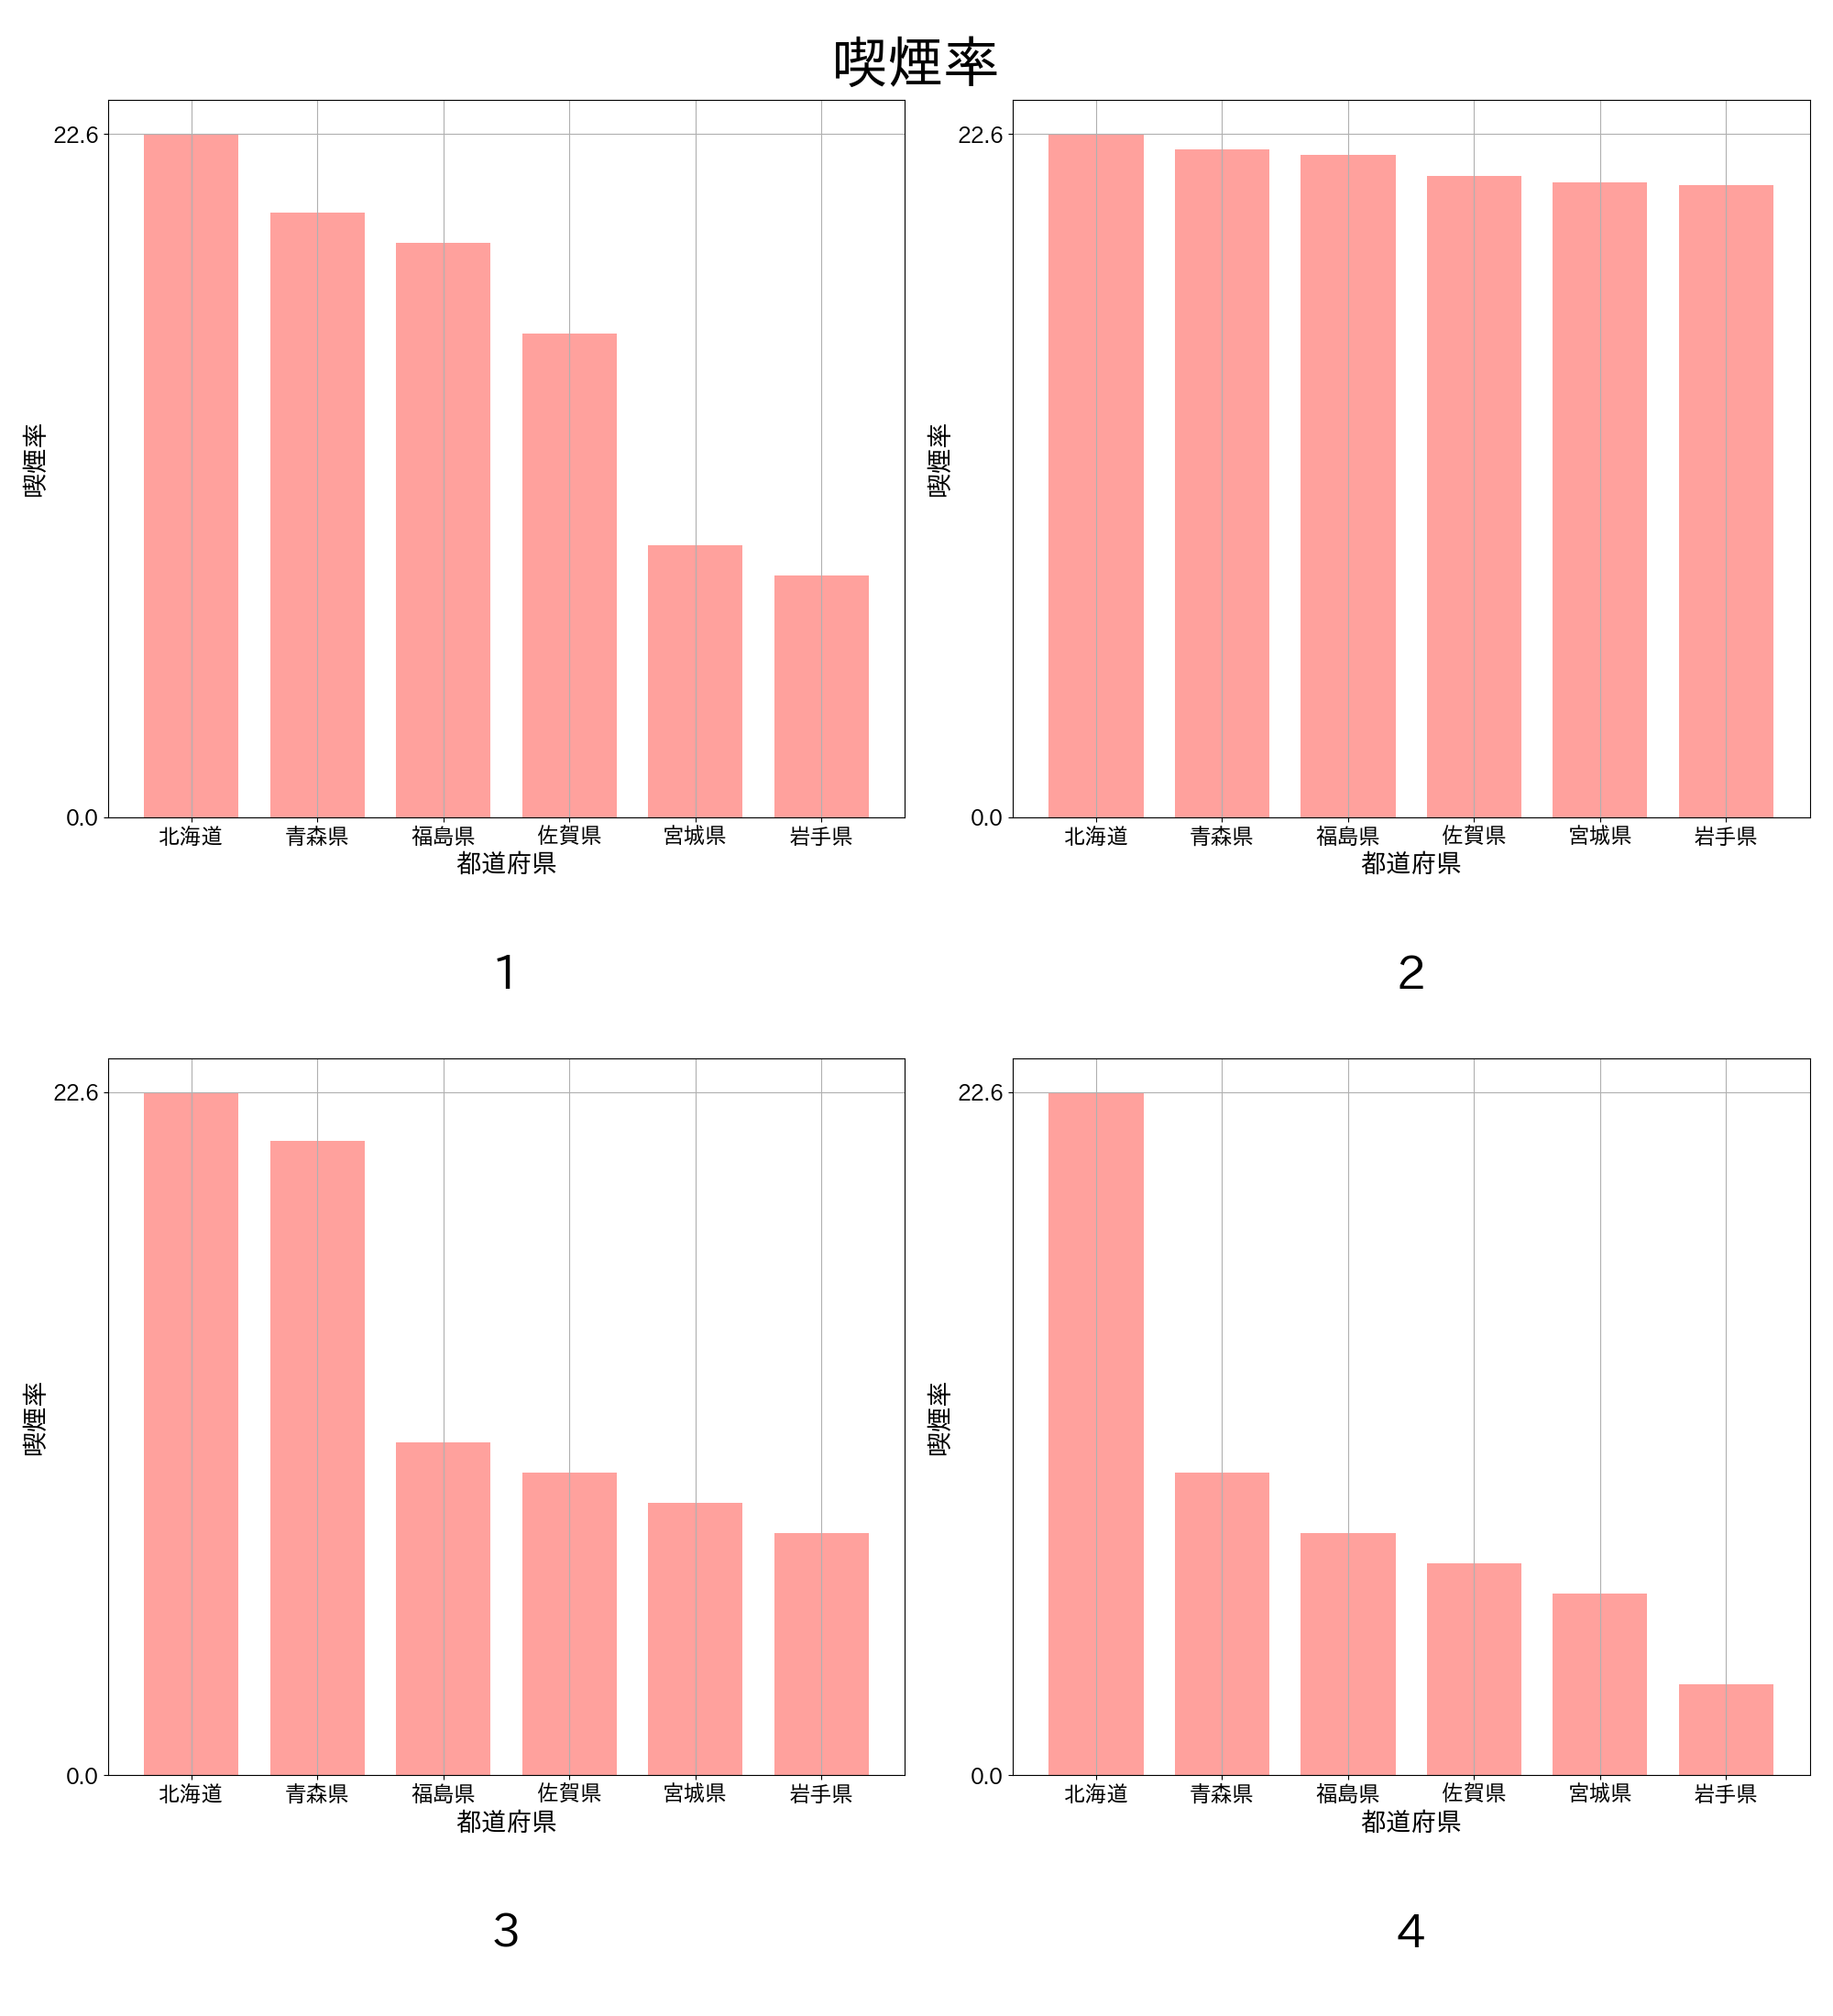 喫煙率
22.6
喫煙率
0.0
北海道 青森県 福島県 佐賀県 宮城県 岩手県
都道府県
1
22.6
喫煙率
0.0
北海道 青森県 福島県 佐賀県 宮城県 岩手県
都道府県
2
22.6
喫煙率
0.0
北海道 青森県 福島県 佐賀県 宮城県 岩手県
都道府県
3
22.6
喫煙率
0.0
北海道 青森県 福島県 佐賀県 宮城県 岩手県
都道府県
4